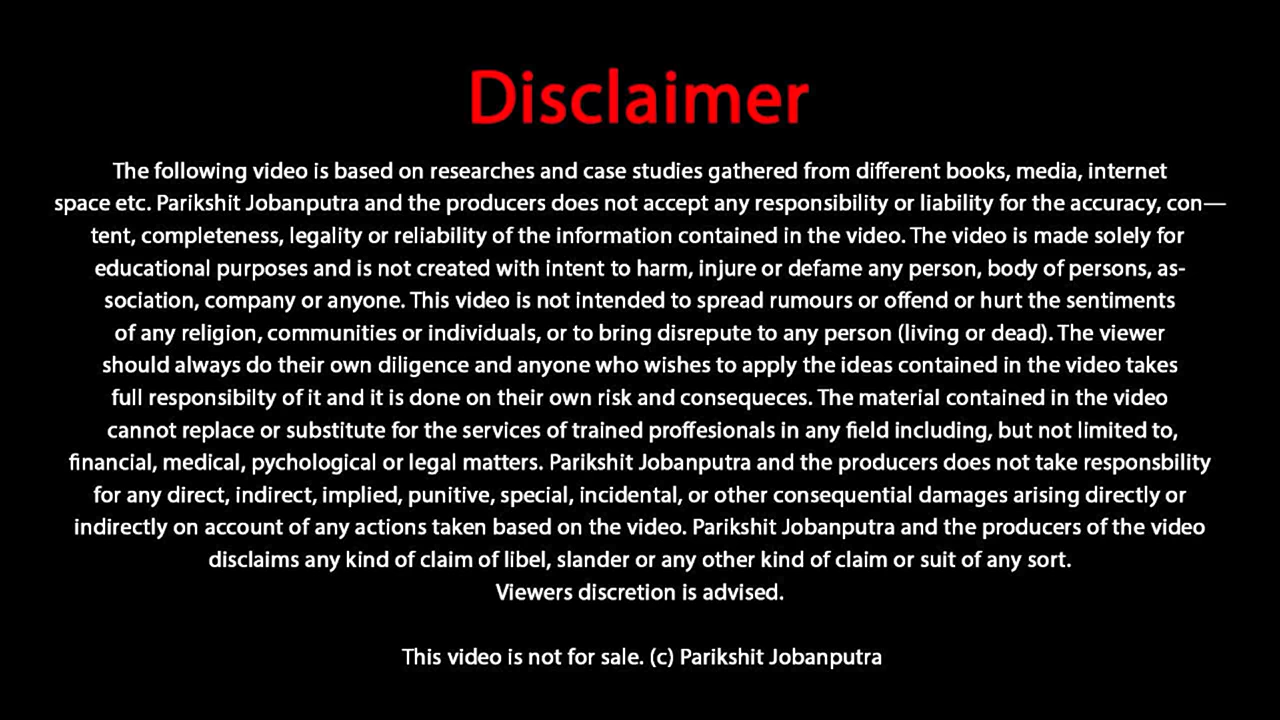 Disclaimer
The following video is based on researches and case studies gathered from different books, media, internet
space etc. Parikshit Jobanputra and the producers does not accept any responsibility or liability for the accuracy, con—
tent, completeness, legality or reliability of the information contained in the video. The video is made solely for
educational purposes and is not created with intent to harm, injure or defame any person, body of persons, as-
sociation, company or anyone. This video is not intended to spread rumours or offend or hurt the sentiments
of any religion, communities or individuals, or to bring disrepute to any person (living or dead). The viewer
should always do their own diligence and anyone who wishes to apply the ideas contained in the video takes
full responsibilty of it and it is done on their own risk and consequeces. The material contained in the video
cannot replace or substitute for the services of trained proffesionals in any field including, but not limited to,
financial, medical, pychological or legal matters. Parikshit Jobanputra and the producers does not take responsbility
for any direct, indirect, implied, punitive, special, incidental, or other consequential damages arising directly or
indirectly on account of any actions taken based on the video. Parikshit Jobanputra and the producers of the video
disclaims any kind of claim of libel, slander or any other kind of claim or suit of any sort.
Viewers discretion is advised.
This video is not for sale. (c) Parikshit Jobanputra